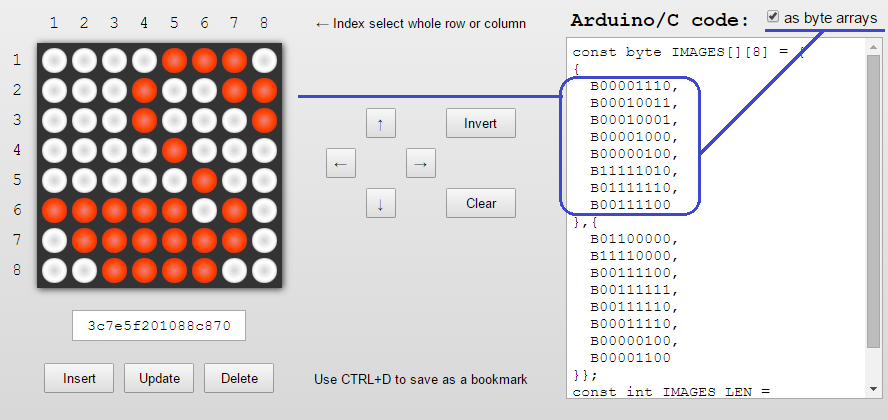 1 2 3 4 5 6 7 8
1
2
3
4
5
6
7
8
3c7e5f201088c870
Insert Update Delete
← Index select whole row or column
↑
← →
↓
Invert
Clear
Use CTRL+D to save as a bookmark
Arduino/C code: as byte arrays
const byte IMAGES[][8] = {
{
B00001110,
B00010011,
B00010001,
B00001000,
B00000100,
B11111010,
B01111110,
B00111100
},{
B01100000,
B11110000,
B00111100,
B00111111,
B00111110,
B00011110,
B00000100,
B00001100
}};
const int IMAGES_LEN =